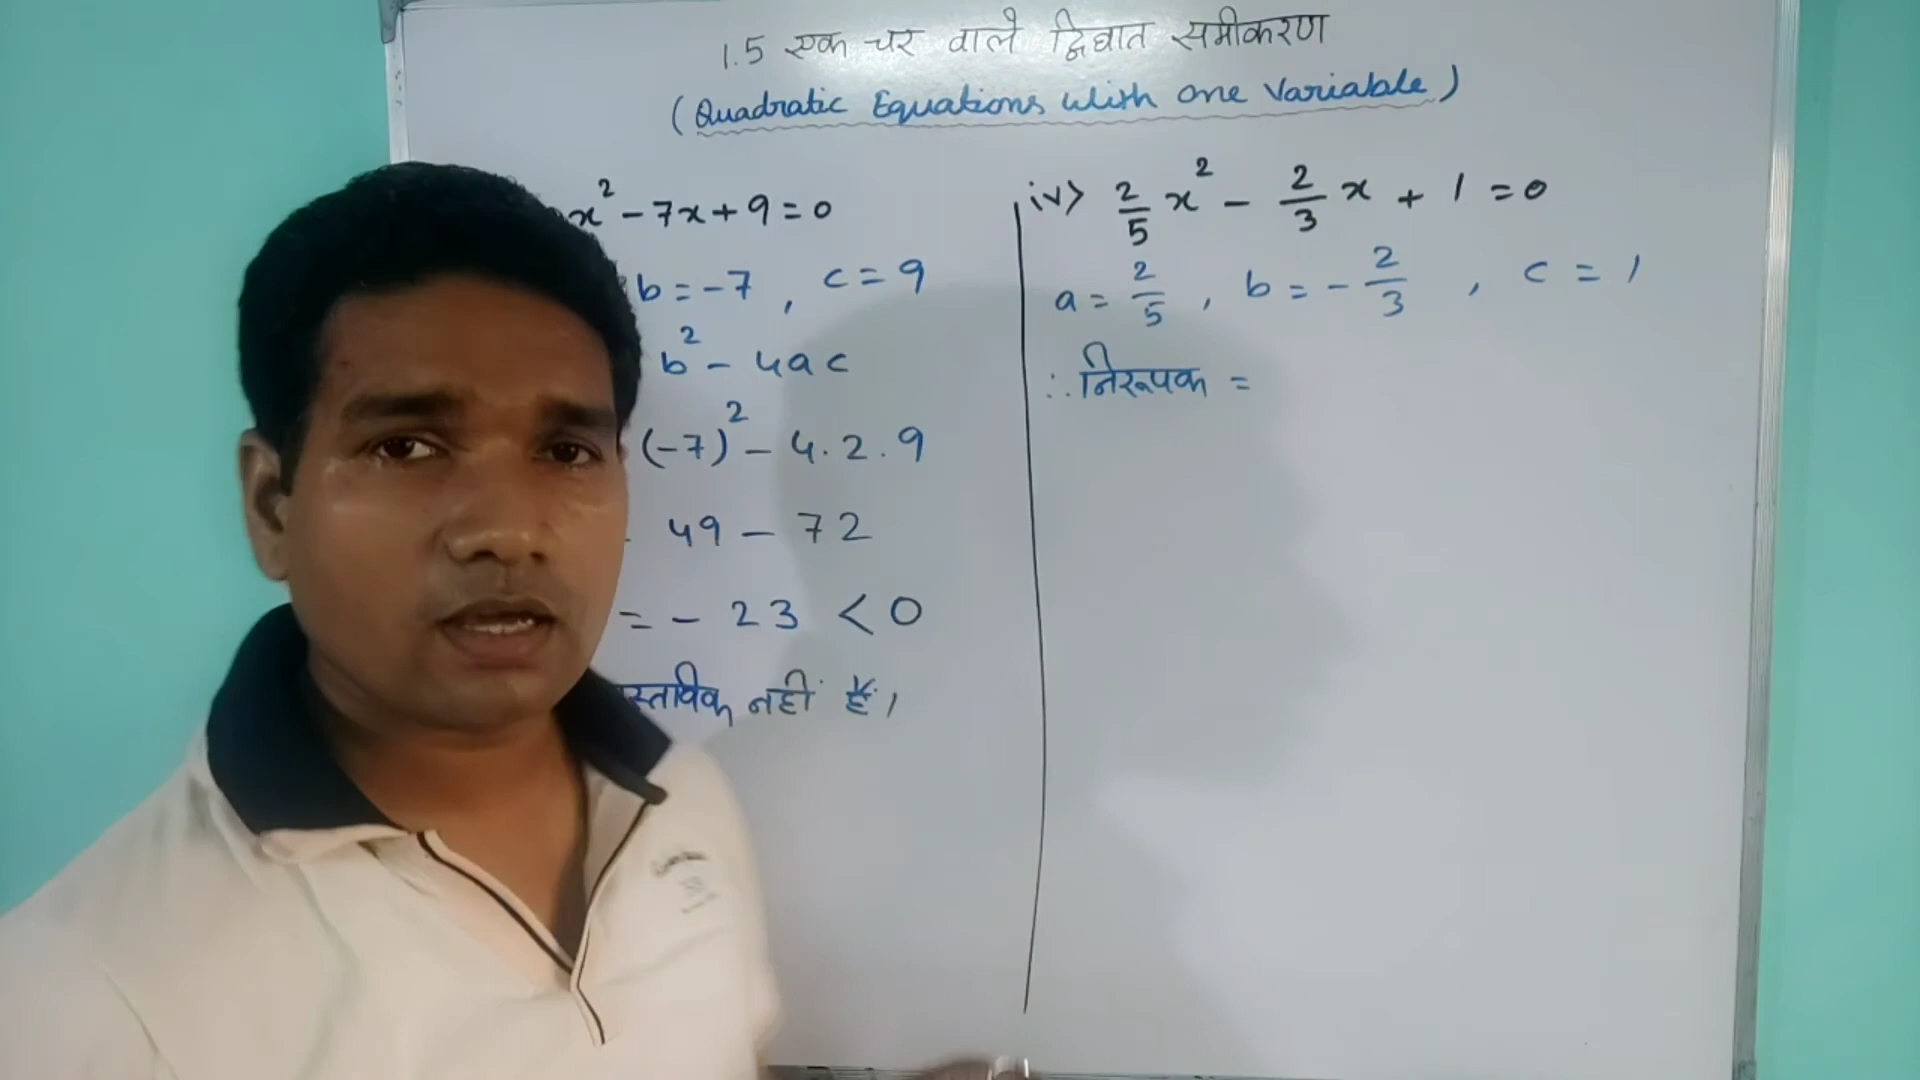 1.5 एक चर वाले द्विघात समीकरण
(Quadratic Equations with one Variable)
x² - 7x + 9 = 0
b = -7 , c = 9
b² - 4ac
(-7)² - 4.2.9
49 - 72
= - 23 < 0
नहीं हैं।
iv) 2/5 x² - 2/3 x + 1 = 0
a = 2/5 , b = - 2/3 , c = 1
∴ निरूपक =